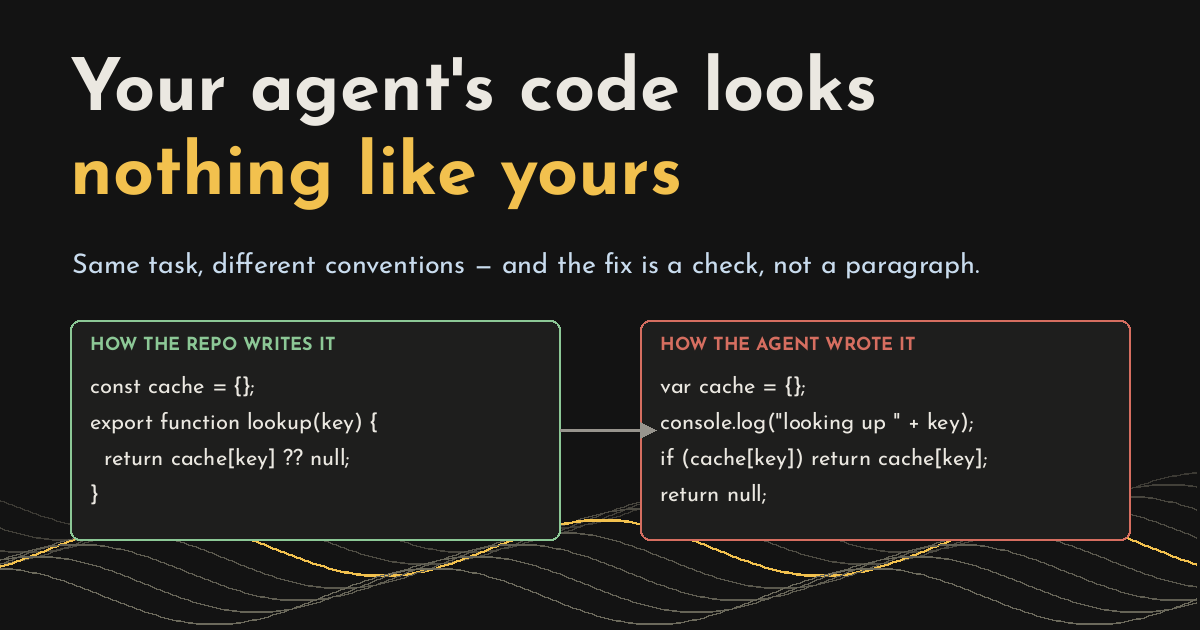 Your agent's code looks
nothing like yours
Same task, different conventions — and the fix is a check, not a paragraph.
HOW THE REPO WRITES IT
const cache = {};
export function lookup(key) {
  return cache[key] ?? null;
}
HOW THE AGENT WROTE IT
var cache = {};
console.log("looking up " + key);
if (cache[key]) return cache[key];
return null;